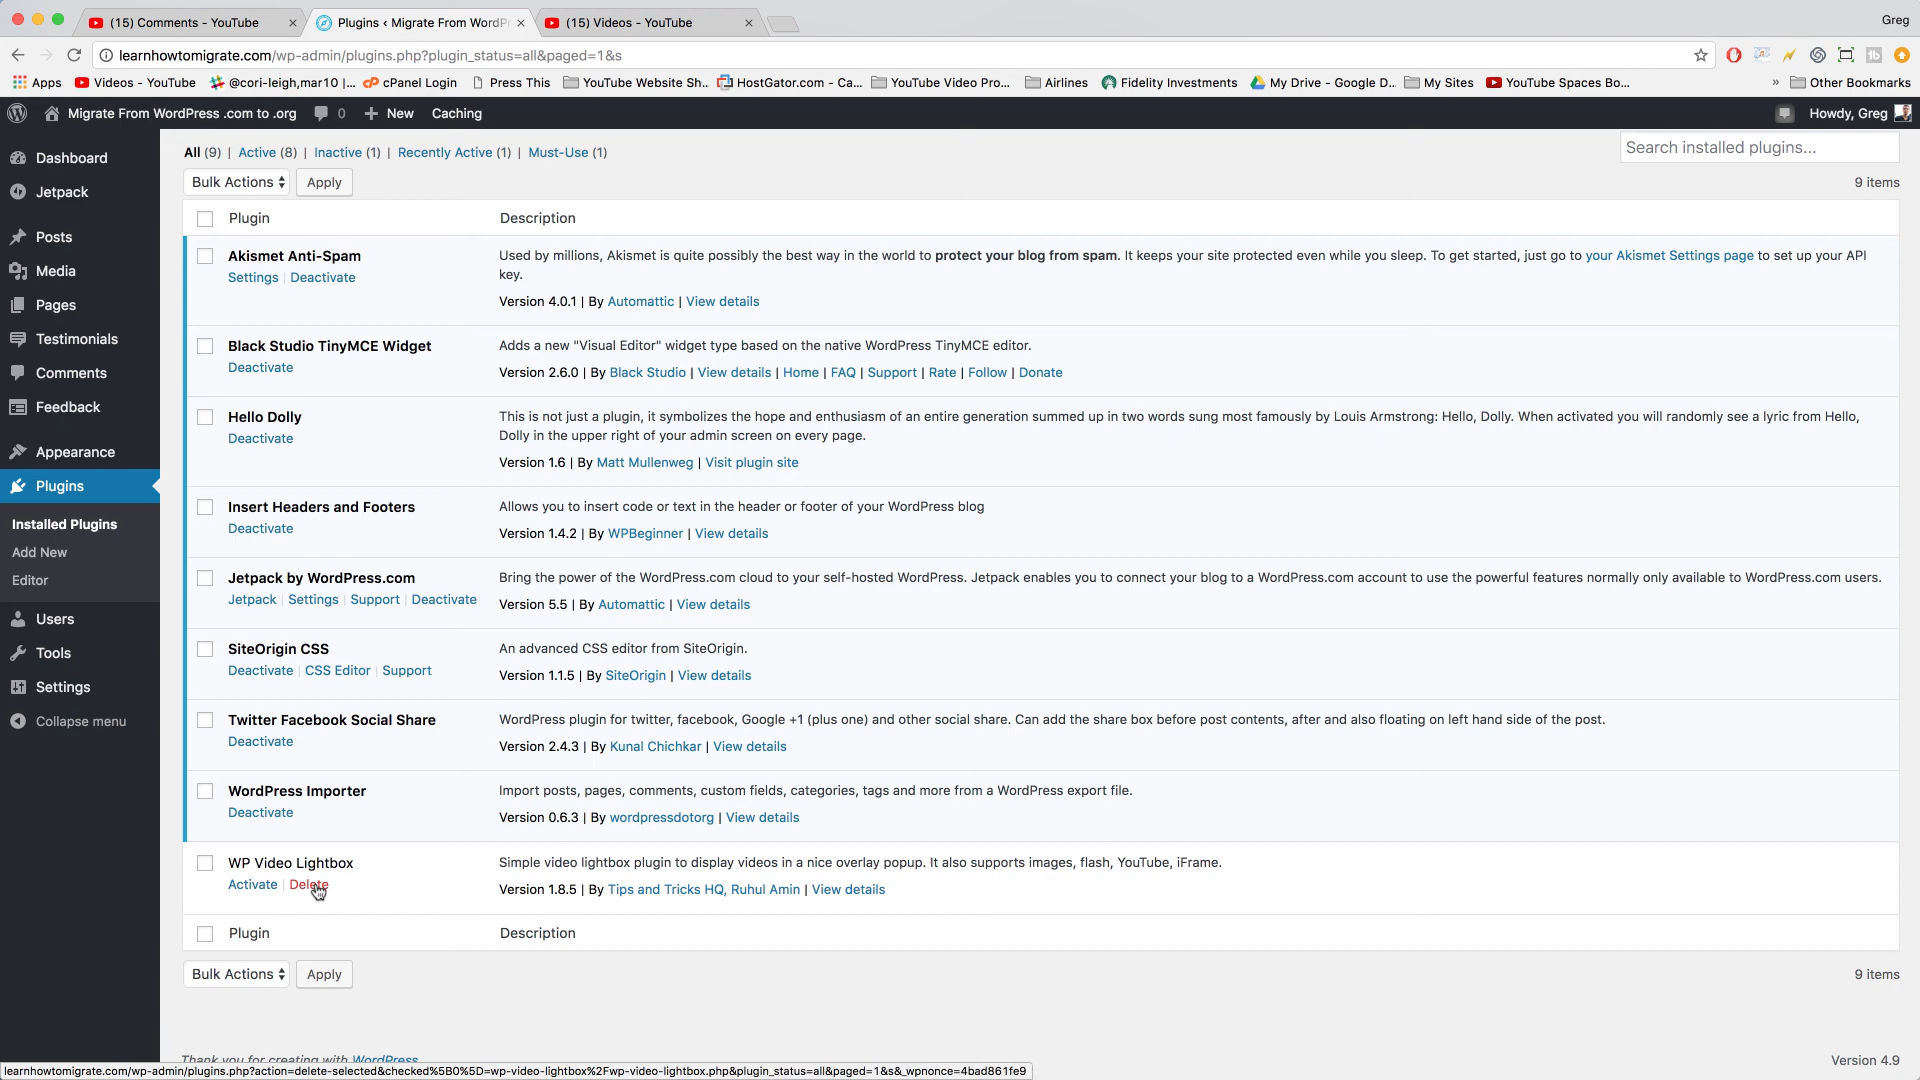 (15) Comments - YouTube
Plugins ‹ Migrate From WordPr
(15) Videos - YouTube
Greg
learnhowtomigrate.com/wp-admin/plugins.php?plugin_status=all&paged=1&s
Apps Videos - YouTube @cori-leigh,mar10 |... cPanel Login Press This YouTube Website Sh... HostGator.com - Ca... YouTube Video Pro... Airlines Fidelity Investments My Drive - Google D... My Sites YouTube Spaces Bo... » Other Bookmarks
Migrate From WordPress .com to .org 0 + New Caching Howdy, Greg
Dashboard
Jetpack
Posts
Media
Pages
Testimonials
Comments
Feedback
Appearance
Plugins
Installed Plugins
Add New
Editor
Users
Tools
Settings
Collapse menu
All (9) | Active (8) | Inactive (1) | Recently Active (1) | Must-Use (1)
Search installed plugins...
Bulk Actions Apply
9 items
Plugin Description
Akismet Anti-Spam
Settings | Deactivate
Used by millions, Akismet is quite possibly the best way in the world to protect your blog from spam. It keeps your site protected even while you sleep. To get started, just go to your Akismet Settings page to set up your API
key.
Version 4.0.1 | By Automattic | View details
Black Studio TinyMCE Widget
Deactivate
Adds a new "Visual Editor" widget type based on the native WordPress TinyMCE editor.
Version 2.6.0 | By Black Studio | View details | Home | FAQ | Support | Rate | Follow | Donate
Hello Dolly
Deactivate
This is not just a plugin, it symbolizes the hope and enthusiasm of an entire generation summed up in two words sung most famously by Louis Armstrong: Hello, Dolly. When activated you will randomly see a lyric from Hello,
Dolly in the upper right of your admin screen on every page.
Version 1.6 | By Matt Mullenweg | Visit plugin site
Insert Headers and Footers
Deactivate
Allows you to insert code or text in the header or footer of your WordPress blog
Version 1.4.2 | By WPBeginner | View details
Jetpack by WordPress.com
Jetpack | Settings | Support | Deactivate
Bring the power of the WordPress.com cloud to your self-hosted WordPress. Jetpack enables you to connect your blog to a WordPress.com account to use the powerful features normally only available to WordPress.com users.
Version 5.5 | By Automattic | View details
SiteOrigin CSS
Deactivate | CSS Editor | Support
An advanced CSS editor from SiteOrigin.
Version 1.1.5 | By SiteOrigin | View details
Twitter Facebook Social Share
Deactivate
WordPress plugin for twitter, facebook, Google +1 (plus one) and other social share. Can add the share box before post contents, after and also floating on left hand side of the post.
Version 2.4.3 | By Kunal Chichkar | View details
WordPress Importer
Deactivate
Import posts, pages, comments, custom fields, categories, tags and more from a WordPress export file.
Version 0.6.3 | By wordpressdotorg | View details
WP Video Lightbox
Activate | Delete
Simple video lightbox plugin to display videos in a nice overlay popup. It also supports images, flash, YouTube, iFrame.
Version 1.8.5 | By Tips and Tricks HQ, Ruhul Amin | View details
Plugin Description
Bulk Actions Apply
9 items
Thank you for creating with WordPress
Version 4.9
learnhowtomigrate.com/wp-admin/plugins.php?action=delete-selected&checked%5B0%5D=wp-video-lightbox%2Fwp-video-lightbox.php&plugin_status=all&paged=1&s&_wpnonce=4bad861fe9